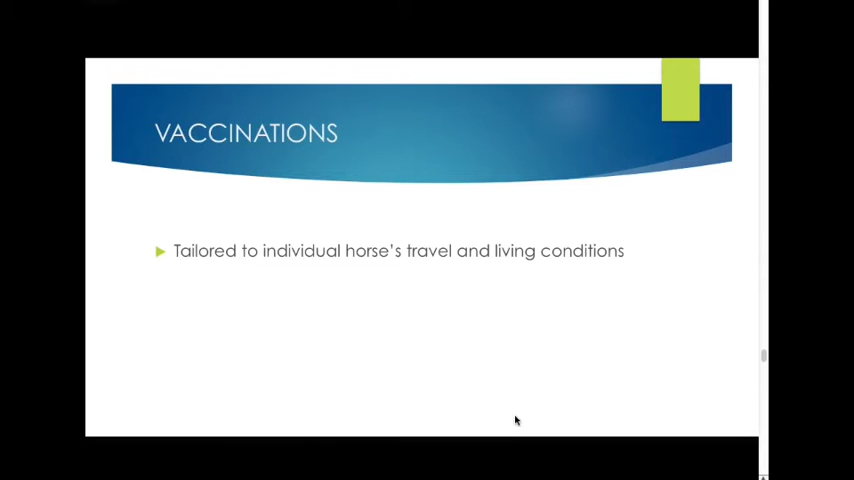 VACCINATIONS
Tailored to individual horse's travel and living conditions